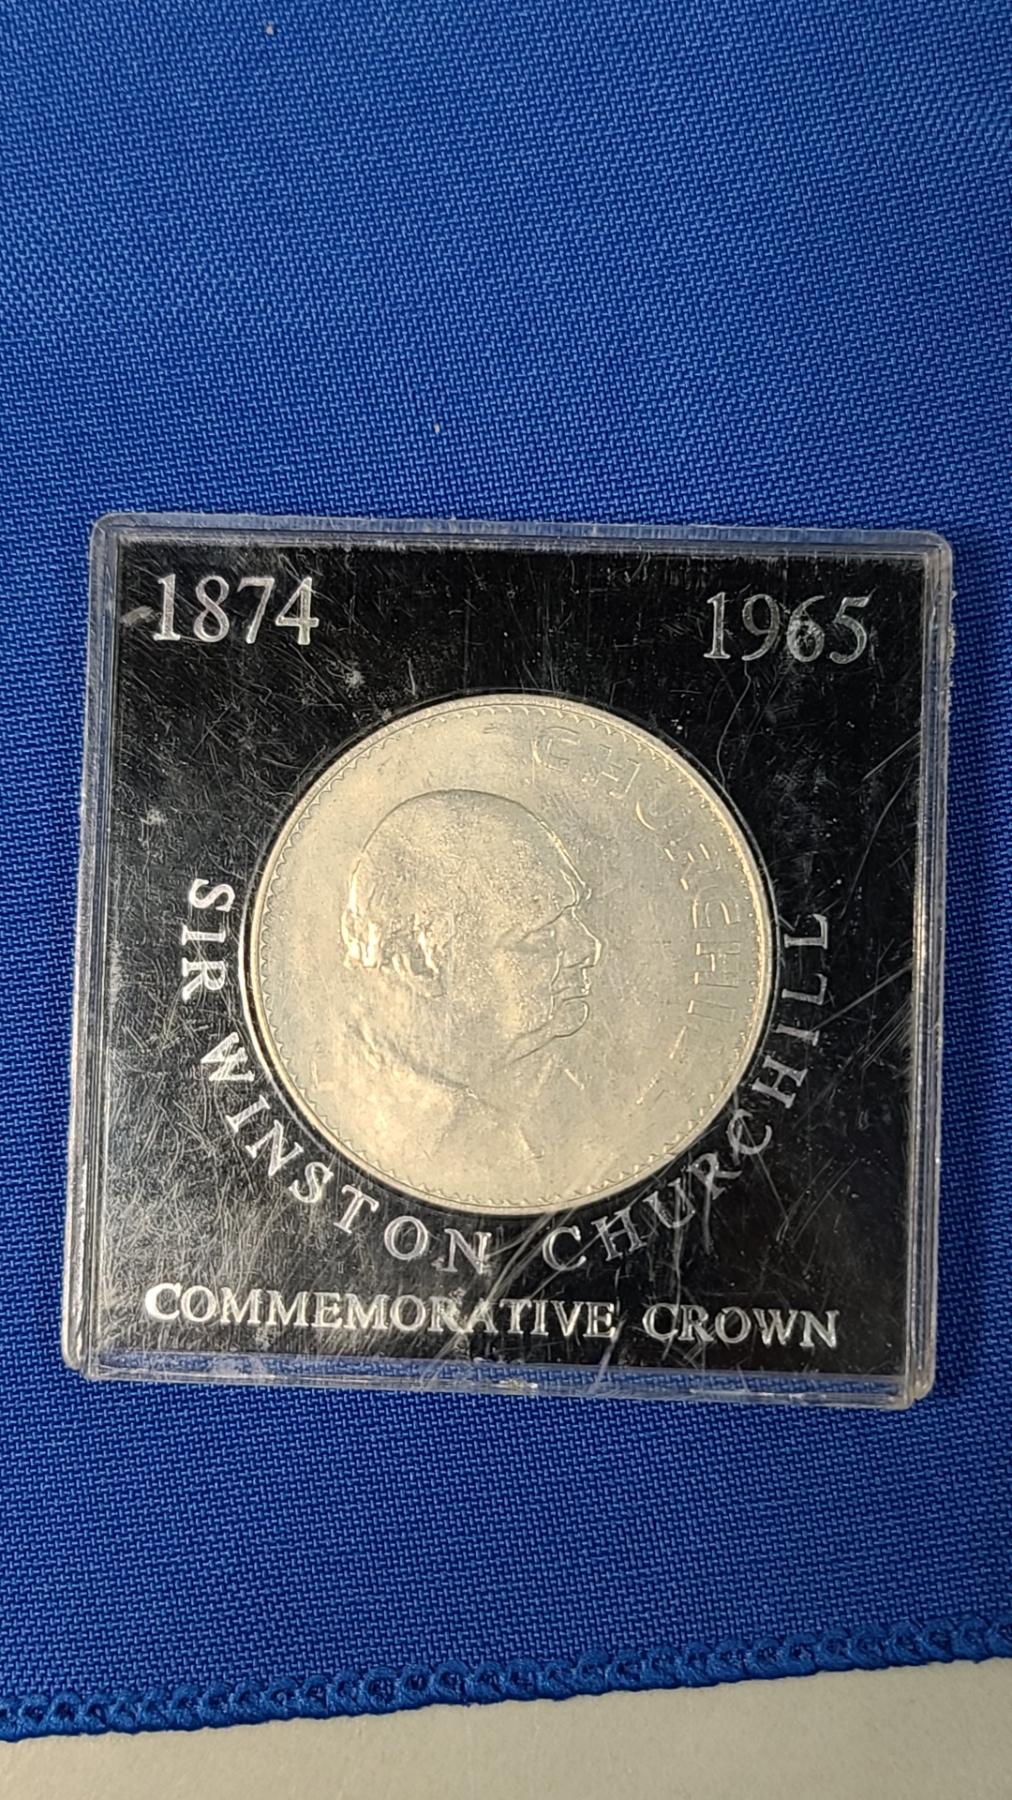 1874 1965
CHURCHILL
SIR WINSTON CHURCHILL
COMMEMORATIVE CROWN